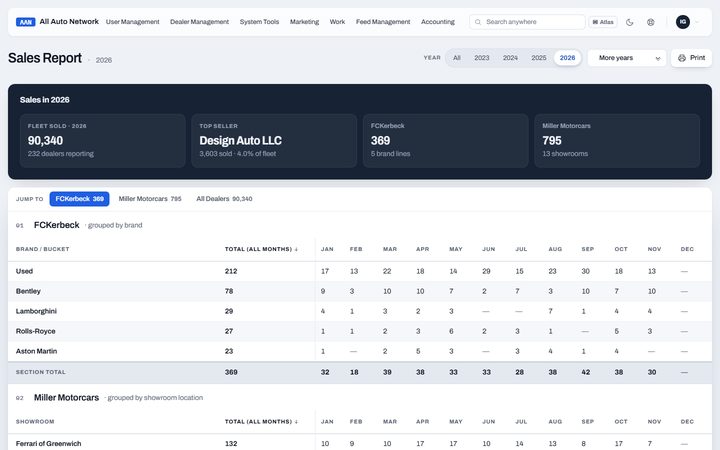 AAN All Auto Network User Management Dealer Management System Tools Marketing Work Feed Management Accounting Search anywhere Atlas IG
Sales Report · 2026 YEAR All 2023 2024 2025 2026 More years Print
Sales in 2026
FLEET SOLD · 2026 TOP SELLER FCKerbeck Miller Motorcars
90,340 Design Auto LLC 369 795
232 dealers reporting 3,603 sold · 4.0% of fleet 5 brand lines 13 showrooms
JUMP TO FCKerbeck 369 Miller Motorcars 795 All Dealers 90,340
01 FCKerbeck · grouped by brand
BRAND / BUCKET TOTAL (ALL MONTHS) ↓ JAN FEB MAR APR MAY JUN JUL AUG SEP OCT NOV DEC
Used 212 17 13 22 18 14 29 15 23 30 18 13 —
Bentley 78 9 3 10 10 7 2 7 3 10 7 10 —
Lamborghini 29 4 1 3 2 3 — — 7 1 4 4 —
Rolls-Royce 27 1 1 2 3 6 2 3 1 — 5 3 —
Aston Martin 23 1 — 2 5 3 — 3 4 1 4 — —
SECTION TOTAL 369 32 18 39 38 33 33 28 38 42 38 30 —
02 Miller Motorcars · grouped by showroom location
SHOWROOM TOTAL (ALL MONTHS) ↓ JAN FEB MAR APR MAY JUN JUL AUG SEP OCT NOV DEC
Ferrari of Greenwich 132 10 9 10 17 17 10 14 13 8 17 7 —